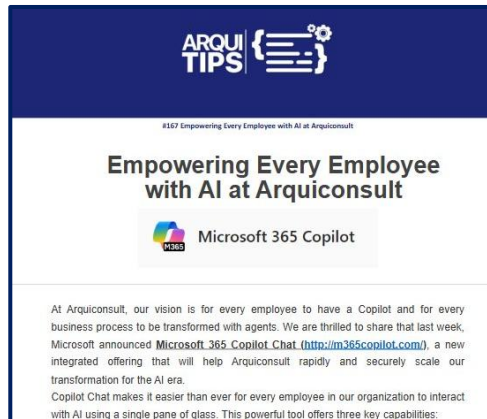 ARQUI
TIPS
#167 Empowering Every Employee with AI at Arquiconsult
Empowering Every Employee
with AI at Arquiconsult
M365
Microsoft 365 Copilot
At Arquiconsult, our vision is for every employee to have a Copilot and for every
business process to be transformed with agents. We are thrilled to share that last week,
Microsoft announced Microsoft 365 Copilot Chat (http://m365copilot.com/), a new
integrated offering that will help Arquiconsult rapidly and securely scale our
transformation for the AI era.
Copilot Chat makes it easier than ever for every employee in our organization to interact
with AI using a single pane of glass. This powerful tool offers three key capabilities: